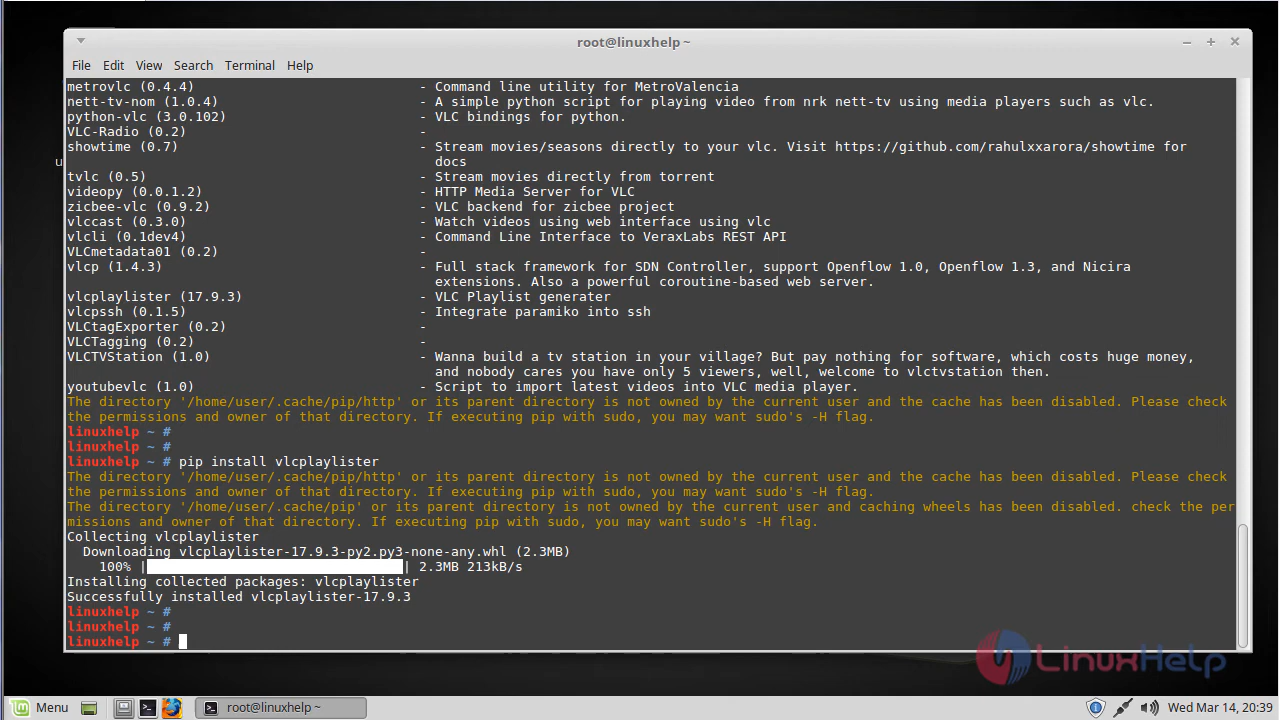 root@linuxhelp ~
File Edit View Search Terminal Help
metrovlc (0.4.4) - Command line utility for MetroValencia
nett-tv-nom (1.0.4) - A simple python script for playing video from nrk nett-tv using media players such as vlc.
python-vlc (3.0.102) - VLC bindings for python.
VLC-Radio (0.2) -
showtime (0.7) - Stream movies/seasons directly to your vlc. Visit https://github.com/rahulxxarora/showtime for
docs
u
tvlc (0.5) - Stream movies directly from torrent
videopy (0.0.1.2) - HTTP Media Server for VLC
zicbee-vlc (0.9.2) - VLC backend for zicbee project
vlccast (0.3.0) - Watch videos using web interface using vlc
vlcli (0.1dev4) - Command Line Interface to VeraxLabs REST API
VLCmetadata01 (0.2) -
vlcp (1.4.3) - Full stack framework for SDN Controller, support Openflow 1.0, Openflow 1.3, and Nicira
extensions. Also a powerful coroutine-based web server.
vlcplaylister (17.9.3) - VLC Playlist generater
vlcpssh (0.1.5) - Integrate paramiko into ssh
VLCtagExporter (0.2) -
VLCTagging (0.2) -
VLCTVStation (1.0) - Wanna build a tv station in your village? But pay nothing for software, which costs huge money,
and nobody cares you have only 5 viewers, well, welcome to vlctvstation then.
youtubevlc (1.0) - Script to import latest videos into VLC media player.
The directory '/home/user/.cache/pip/http' or its parent directory is not owned by the current user and the cache has been disabled. Please check
the permissions and owner of that directory. If executing pip with sudo, you may want sudo's -H flag.
linuxhelp ~ #
linuxhelp ~ #
linuxhelp ~ # pip install vlcplaylister
The directory '/home/user/.cache/pip/http' or its parent directory is not owned by the current user and the cache has been disabled. Please check
the permissions and owner of that directory. If executing pip with sudo, you may want sudo's -H flag.
The directory '/home/user/.cache/pip' or its parent directory is not owned by the current user and caching wheels has been disabled. check the per
missions and owner of that directory. If executing pip with sudo, you may want sudo's -H flag.
Collecting vlcplaylister
Downloading vlcplaylister-17.9.3-py2.py3-none-any.whl (2.3MB)
100% | | 2.3MB 213kB/s
Installing collected packages: vlcplaylister
Successfully installed vlcplaylister-17.9.3
linuxhelp ~ #
linuxhelp ~ #
linuxhelp ~ #
LinuxHelp
Menu root@linuxhelp ~ Wed Mar 14, 20:39